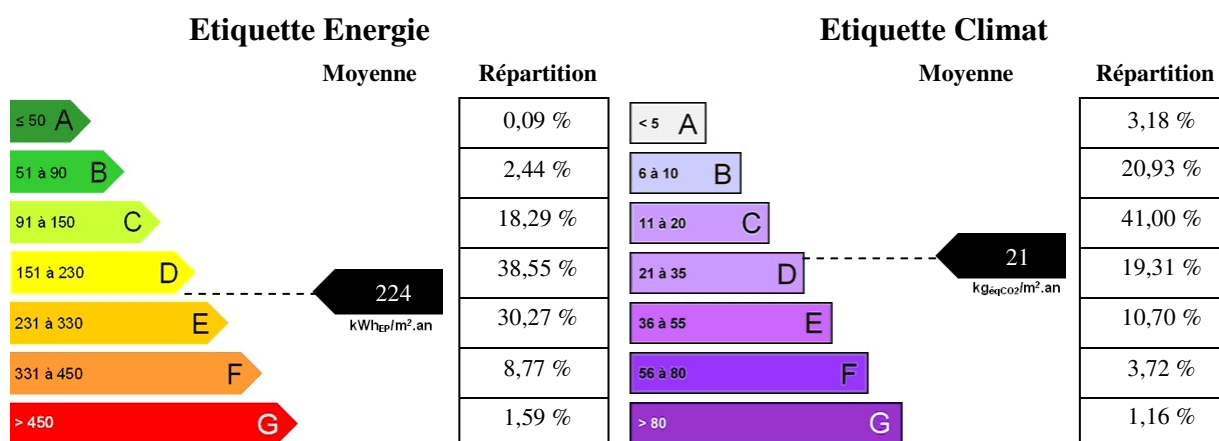 Etiquette Energie
Moyenne Répartition
≤ 50 A 0,09 %
51 à 90 B 2,44 %
91 à 150 C 18,29 %
151 à 230 D 38,55 %
224
kWhEP/m².an
231 à 330 E 30,27 %
331 à 450 F 8,77 %
> 450 G 1,59 %
Etiquette Climat
Moyenne Répartition
< 5 A 3,18 %
6 à 10 B 20,93 %
11 à 20 C 41,00 %
21
kgéqCO2/m².an
21 à 35 D 19,31 %
36 à 55 E 10,70 %
56 à 80 F 3,72 %
> 80 G 1,16 %